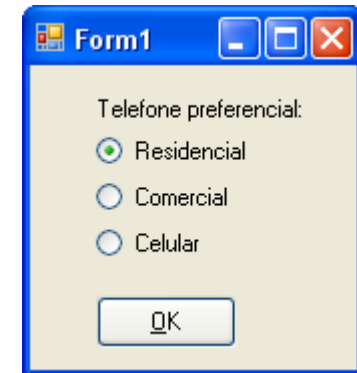 Form1
Telefone preferencial:
Residencial
Comercial
Celular
OK